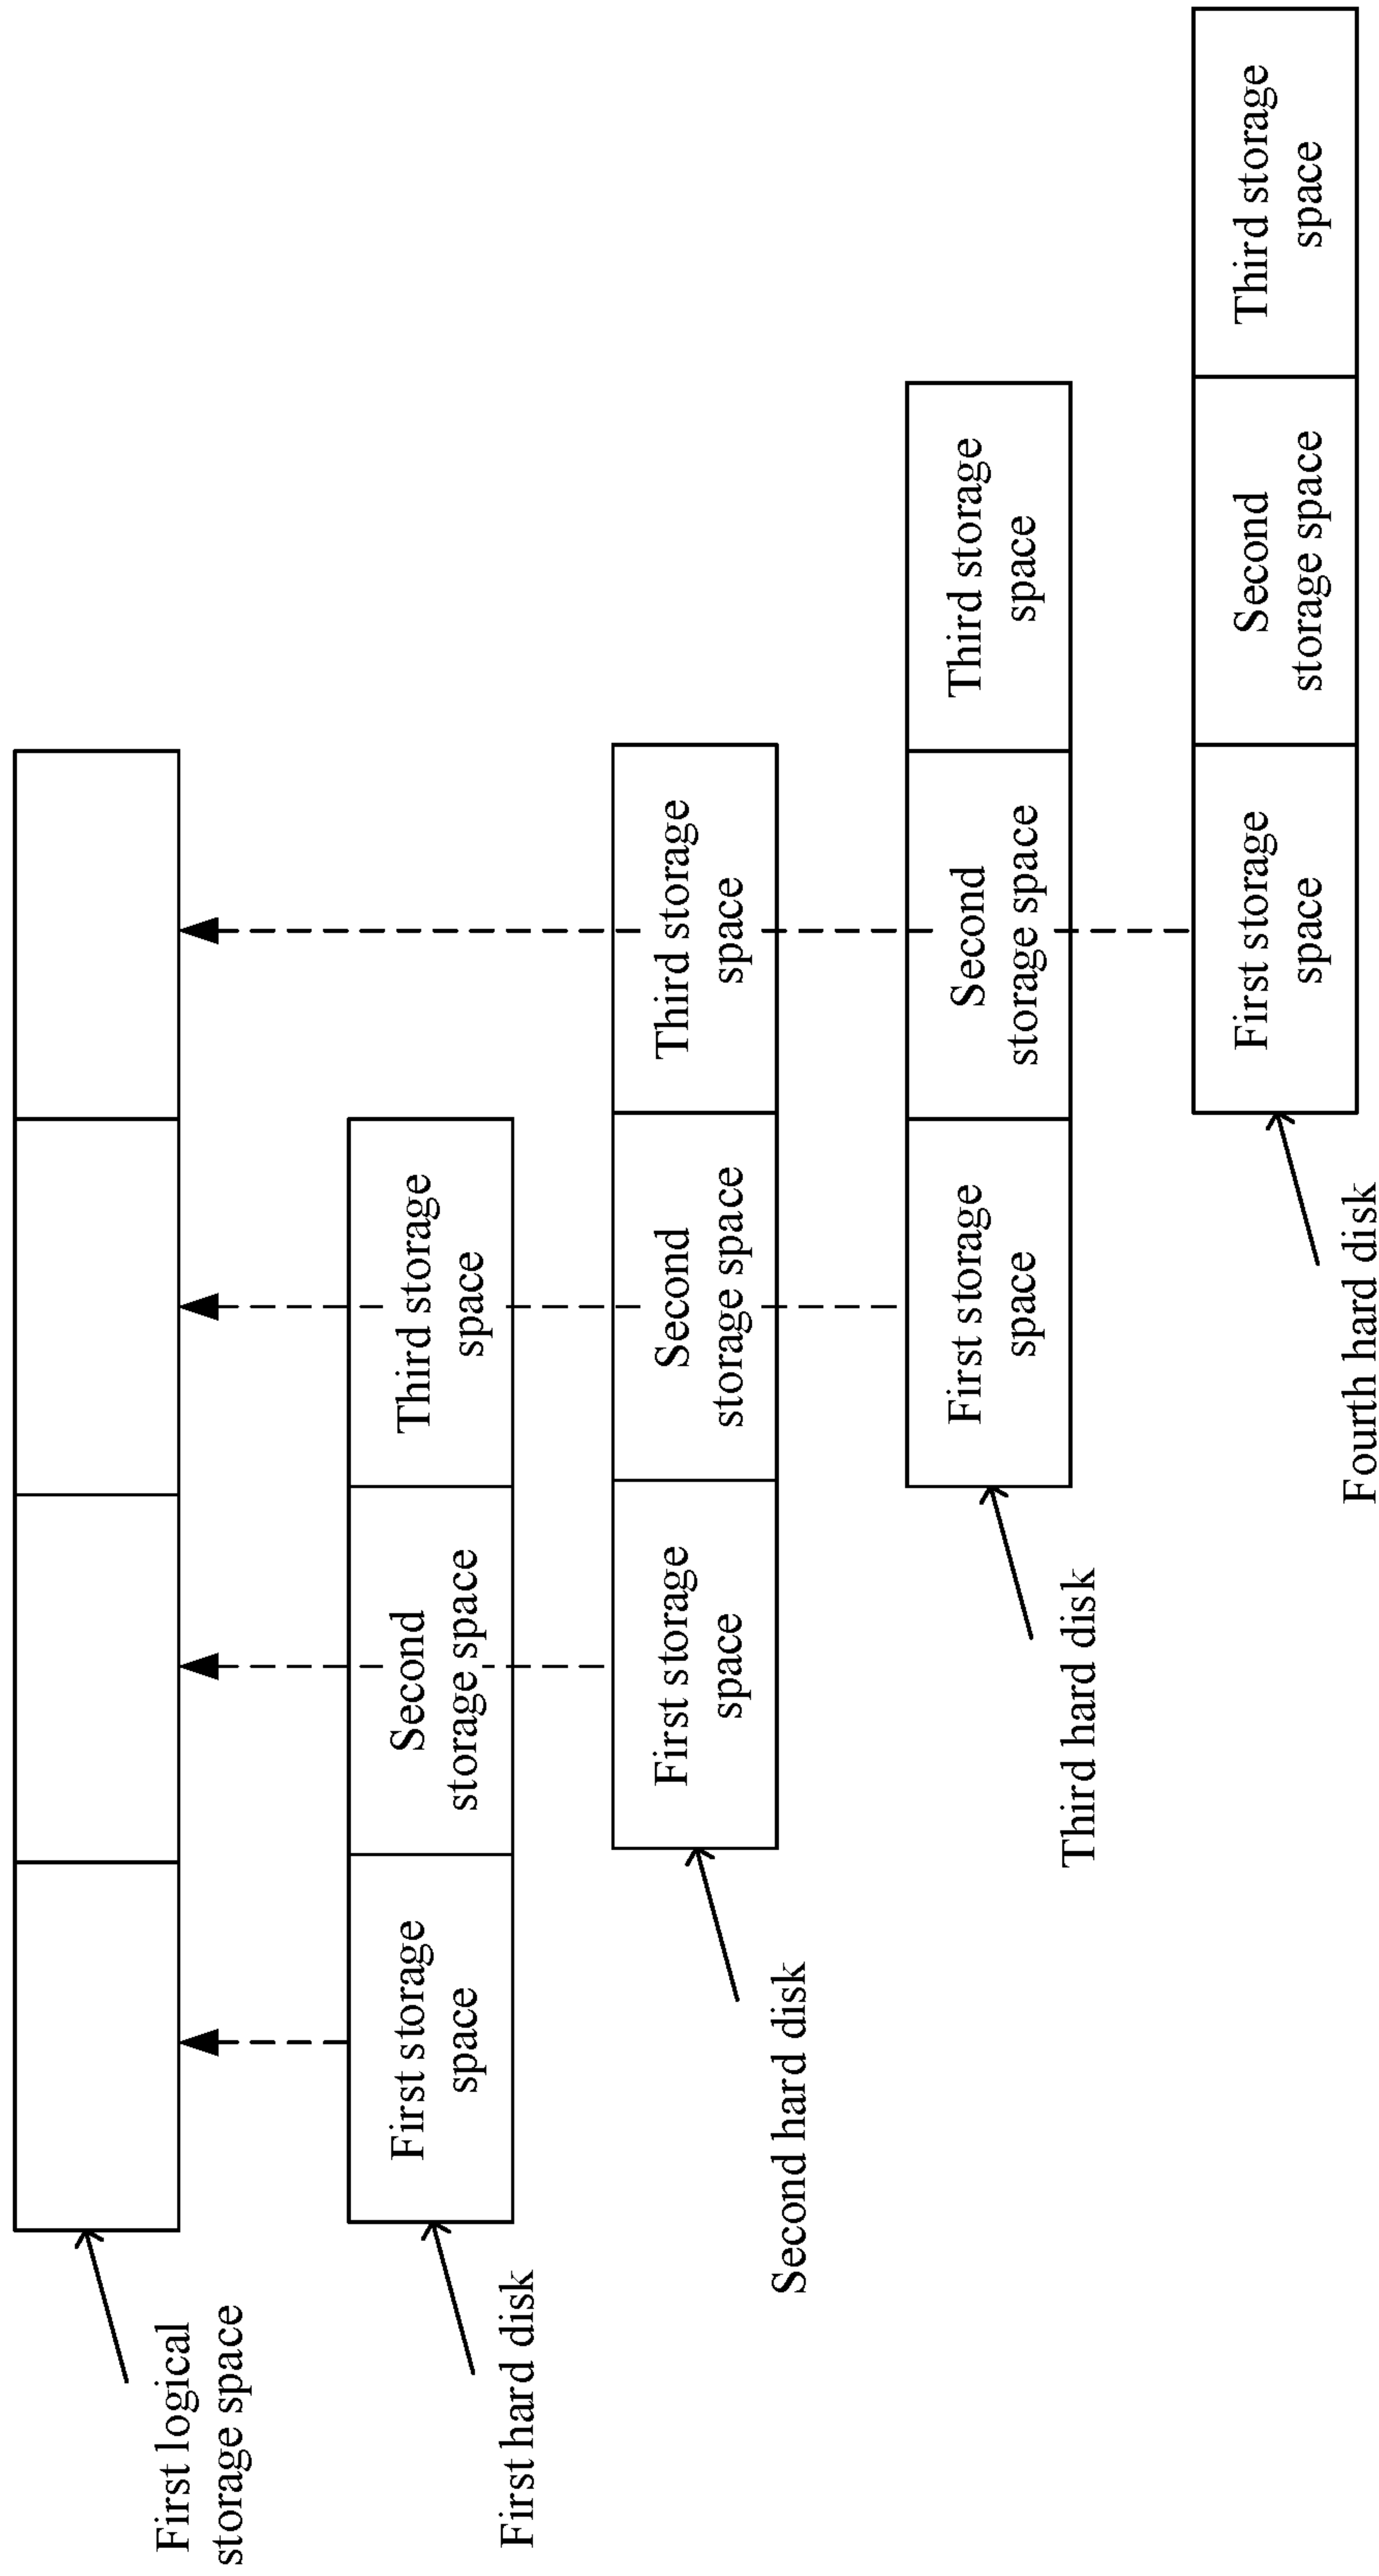 First logical
storage space
First storage
space
Second
storage space
Third storage
space
First hard disk
First storage
space
Second
storage space
Third storage
space
Second hard disk
First storage
space
Second
storage space
Third storage
space
Third hard disk
First storage
space
Second
storage space
Third storage
space
Fourth hard disk